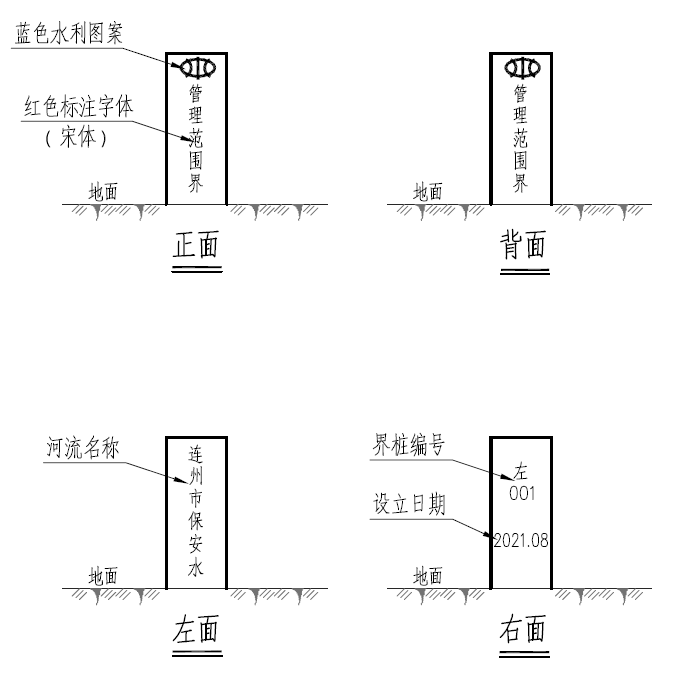 蓝色水利图案
红色标注字体
（宋体）
管理范围界
地面
正面
管理范围界
地面
背面
河流名称
连州市保安水
地面
左面
界桩编号
左
001
设立日期
2021.08
地面
右面